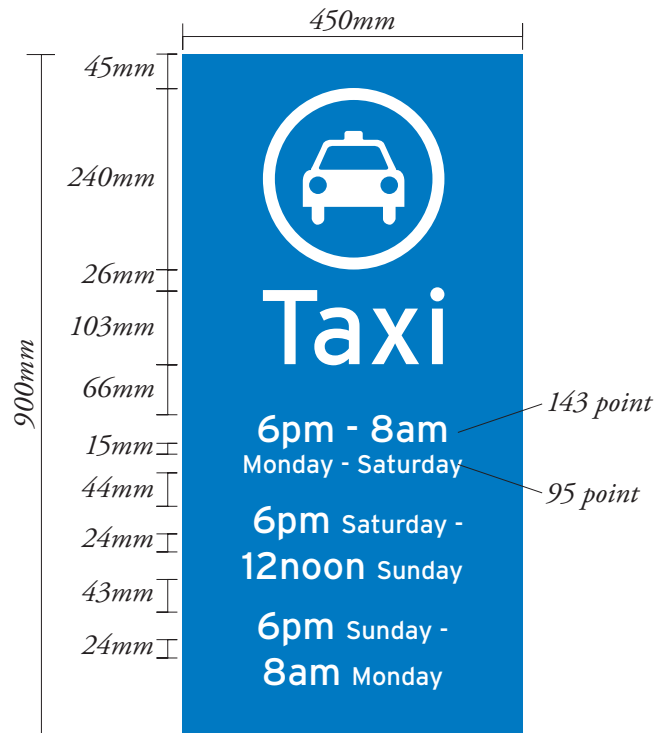 450mm
45mm
240mm
26mm
Taxi
103mm
900mm
66mm
6pm - 8am
143 point
15mm
Monday - Saturday
44mm
95 point
6pm Saturday -
24mm
12noon Sunday
43mm
6pm Sunday -
24mm
8am Monday